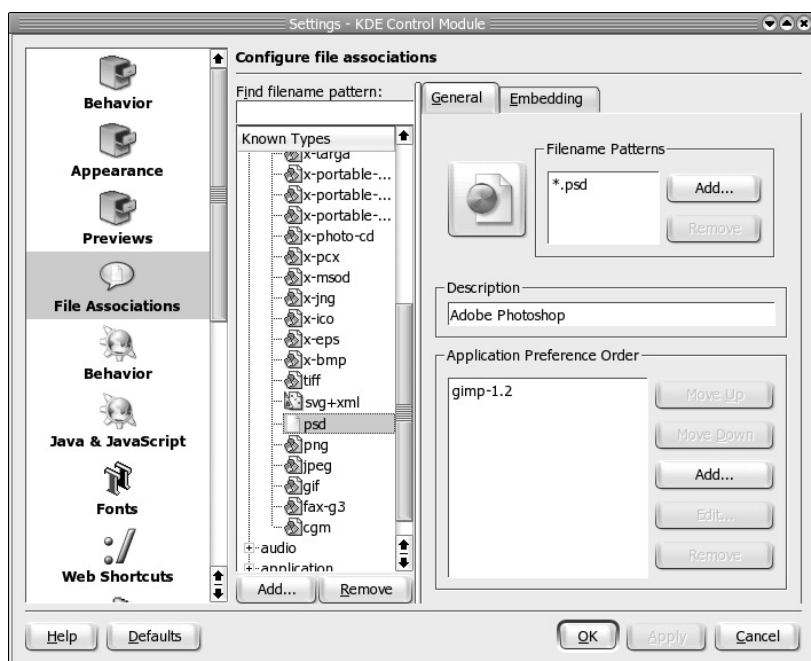 Settings - KDE Control Module
Behavior
Appearance
Previews
File Associations
Behavior
Java & JavaScript
Fonts
Web Shortcuts
Configure file associations
Find filename pattern:
Known Types
x-targa
x-portable-...
x-portable-...
x-portable-...
x-photo-cd
x-pcx
x-msod
x-jng
x-ico
x-eps
x-bmp
tiff
svg+xml
psd
png
jpeg
gif
fax-g3
cgm
audio
application
Add...
Remove
General
Embedding
Filename Patterns
*.psd
Add...
Remove
Description
Adobe Photoshop
Application Preference Order
gimp-1.2
Move Up
Move Down
Add...
Edit...
Remove
Help
Defaults
OK
Apply
Cancel